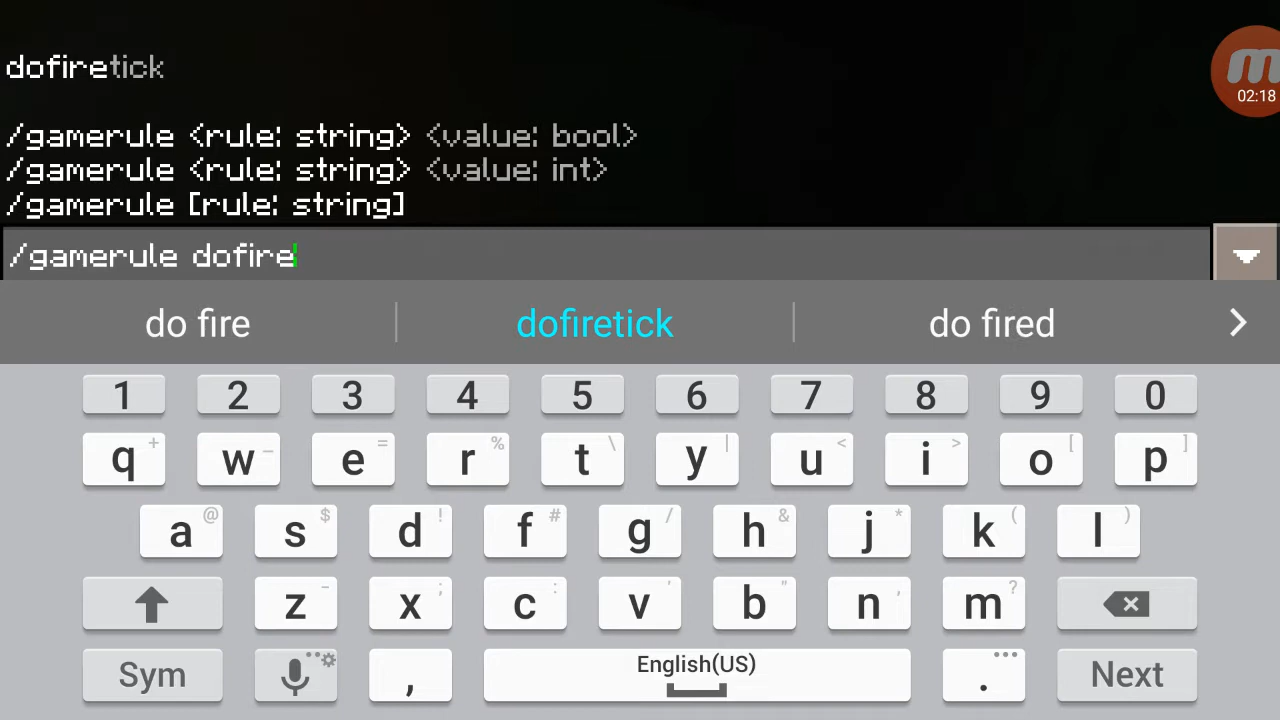 dofiretick
02:18
/gamerule <rule: string> <value: bool>
/gamerule <rule: string> <value: int>
/gamerule [rule: string]
/gamerule dofire
do fire dofiretick do fired
1 2 3 4 5 6 7 8 9 0
q + w _ e = r % t \ y | u < i > o [ p ]
a @ s $ d ! f # g / h & j * k ( l )
z - x ; c : v ' b " n , m ?
Sym , English(US) . Next